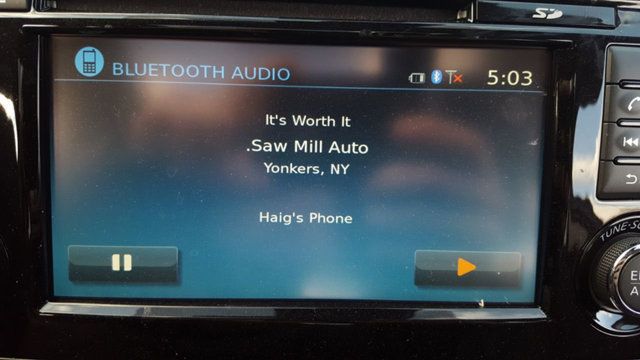 SD
BLUETOOTH AUDIO
5:03
It's Worth It
.Saw Mill Auto
Yonkers, NY
Haig's Phone